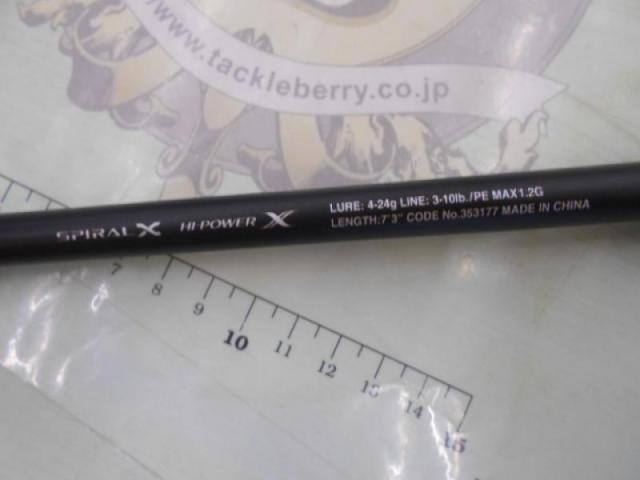 www.tackleberry.co.jp
SPIRAL X HI-POWER X
LURE: 4-24g LINE: 3-10lb./PE MAX1.2G
LENGTH:7'3" CODE No.353177 MADE IN CHINA
7 8 9 10 11 12 13 14 15